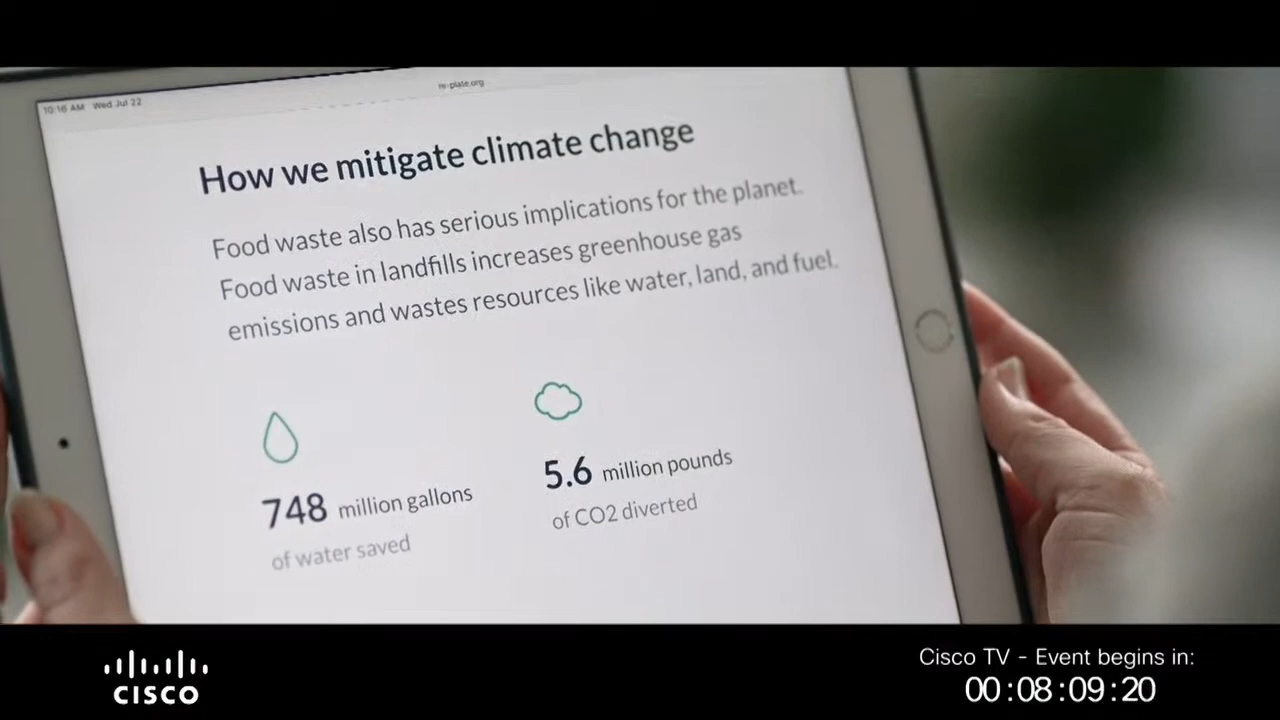 10:16 AM Wed Jul 22
re-plate.org
How we mitigate climate change
Food waste also has serious implications for the planet.
Food waste in landfills increases greenhouse gas
emissions and wastes resources like water, land, and fuel.
748 million gallons
of water saved
5.6 million pounds
of CO2 diverted
CISCO
Cisco TV - Event begins in:
00:08:09:20